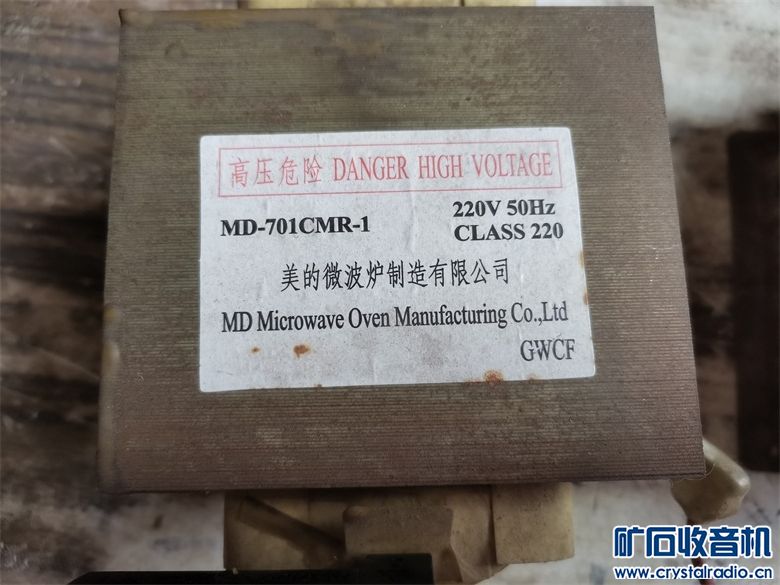 高压危险 DANGER HIGH VOLTAGE
MD-701CMR-1 220V 50Hz
CLASS 220
美的微波炉制造有限公司
MD Microwave Oven Manufacturing Co.,Ltd
GWCF
矿石收音机
www.crystalradio.cn